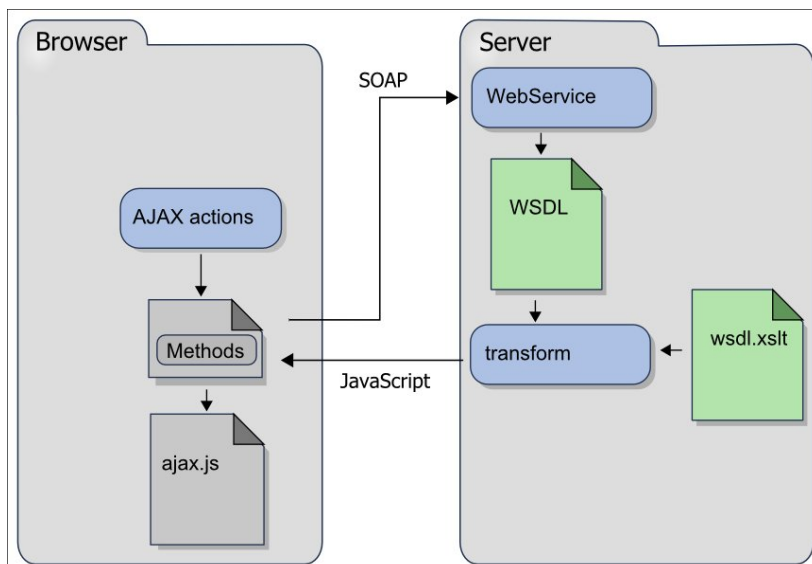 Browser
Server
SOAP
WebService
WSDL
AJAX actions
Methods
JavaScript
transform
wsdl.xslt
ajax.js